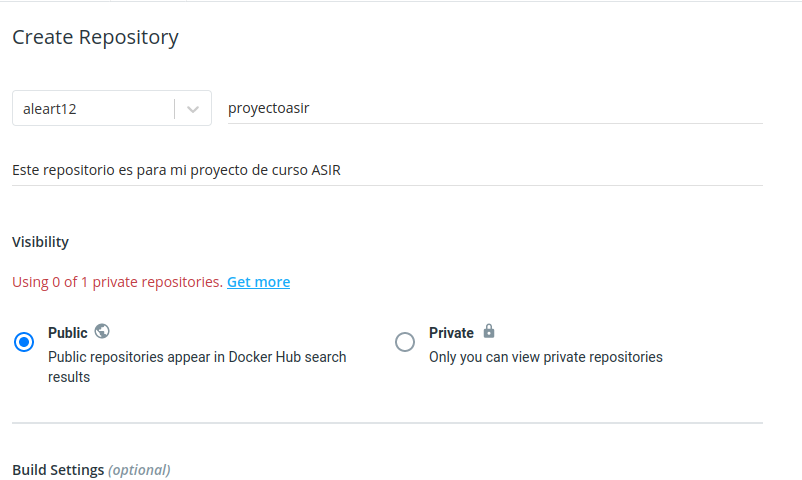 Create Repository
aleart12
proyectoasir
Este repositorio es para mi proyecto de curso ASIR
Visibility
Using 0 of 1 private repositories. Get more
Public
Public repositories appear in Docker Hub search
results
Private
Only you can view private repositories
Build Settings (optional)